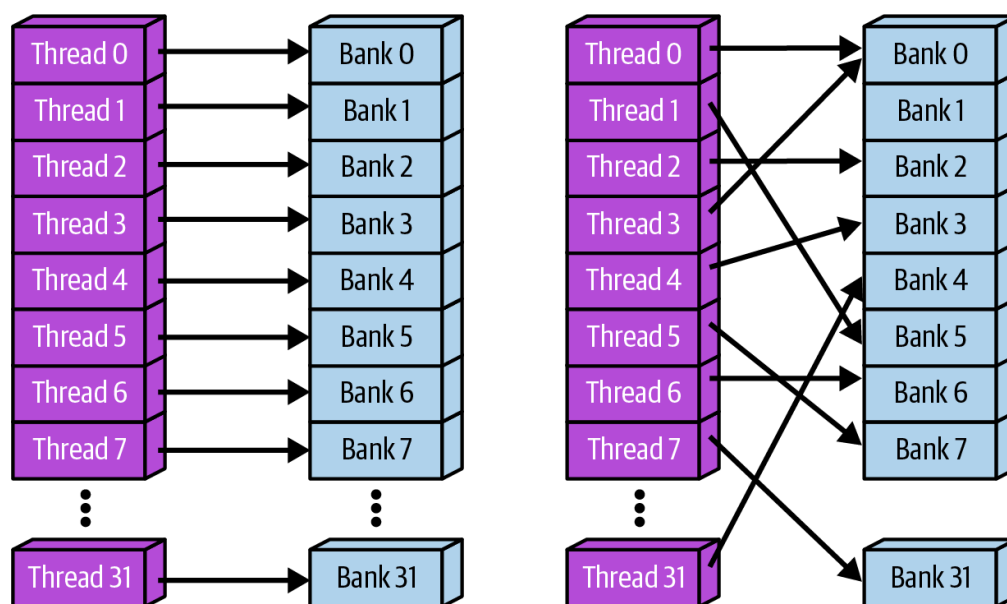 Thread 0
Bank 0
Thread 1
Bank 1
Thread 2
Bank 2
Thread 3
Bank 3
Thread 4
Bank 4
Thread 5
Bank 5
Thread 6
Bank 6
Thread 7
Bank 7
Thread 31
Bank 31
Thread 0
Bank 0
Thread 1
Bank 1
Thread 2
Bank 2
Thread 3
Bank 3
Thread 4
Bank 4
Thread 5
Bank 5
Thread 6
Bank 6
Thread 7
Bank 7
Thread 31
Bank 31